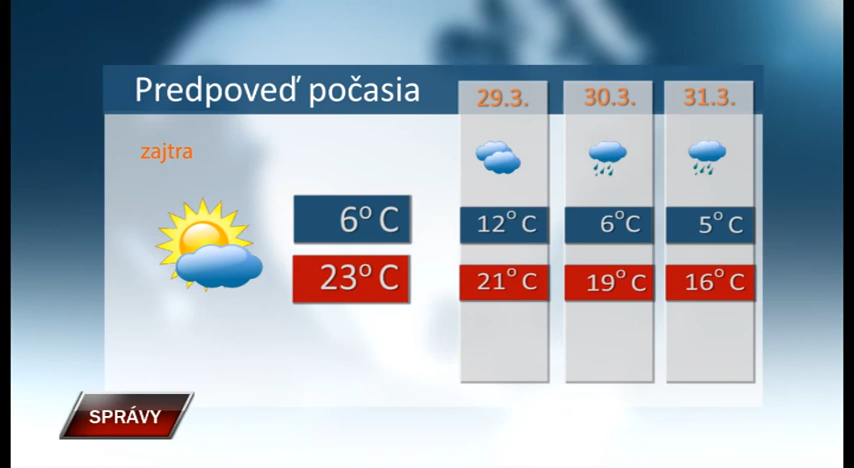 Predpoveď počasia
zajtra
6° C
23° C
29.3.
12° C
21° C
30.3.
6°C
19° C
31.3.
5° C
16° C
SPRÁVY